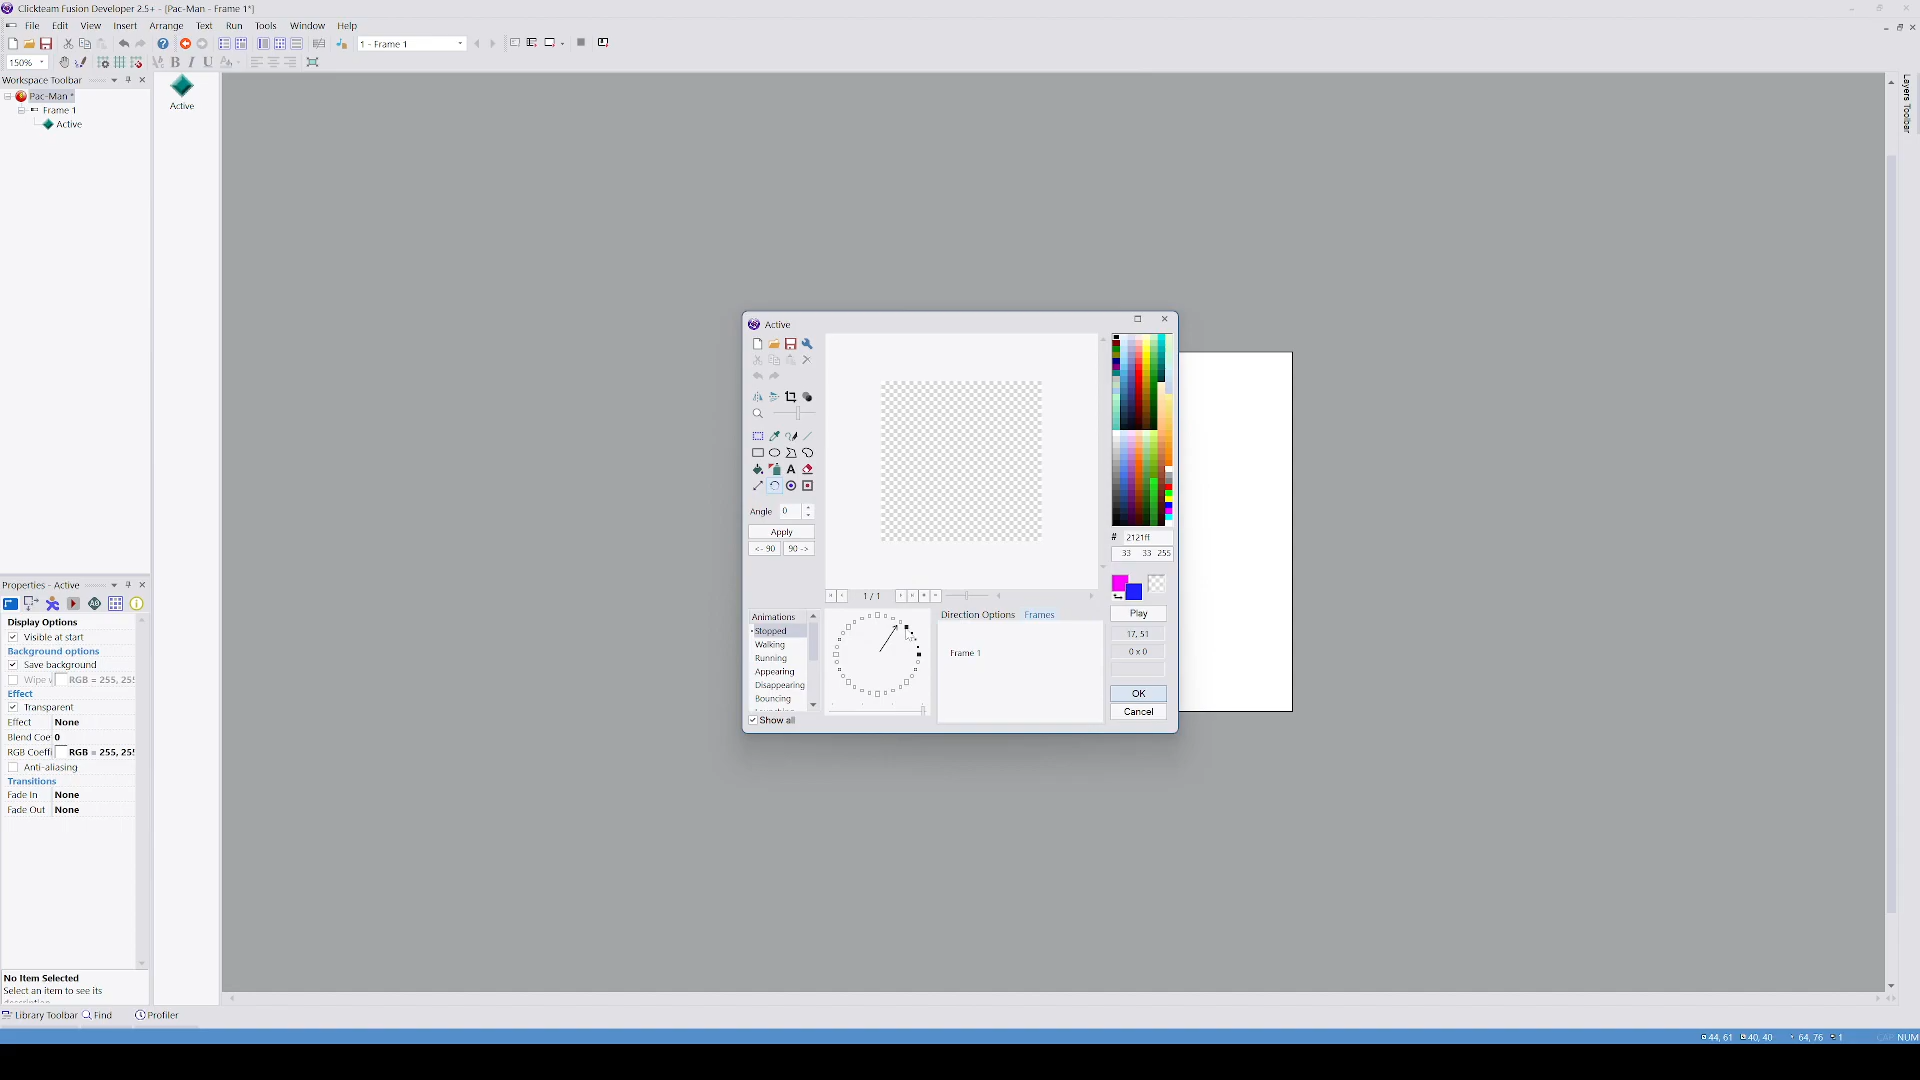 Clickteam Fusion Developer 2.5+ - [Pac-Man - Frame 1*]
File Edit View Insert Arrange Text Run Tools Window Help
1 - Frame 1
150%
Workspace Toolbar
Pac-Man *
Frame 1
Active
Active
Layers Toolbar
Active
Angle 0
Apply
<- 90 90 ->
# 2121ff
33 33 255
1 / 1
Play
Animations
Stopped
Walking
Running
Appearing
Disappearing
Bouncing
Show all
Direction Options Frames
Frame 1
17, 51
0 x 0
OK
Cancel
Properties - Active
Display Options
Visible at start
Background options
Save background
Wipe RGB = 255, 255
Effect
Transparent
Effect None
Blend Coe 0
RGB Coeffi RGB = 255, 255
Anti-aliasing
Transitions
Fade In None
Fade Out None
No Item Selected
Select an item to see its
Library Toolbar Find Profiler
44, 61 40, 40 64, 76 1 CAP NUM